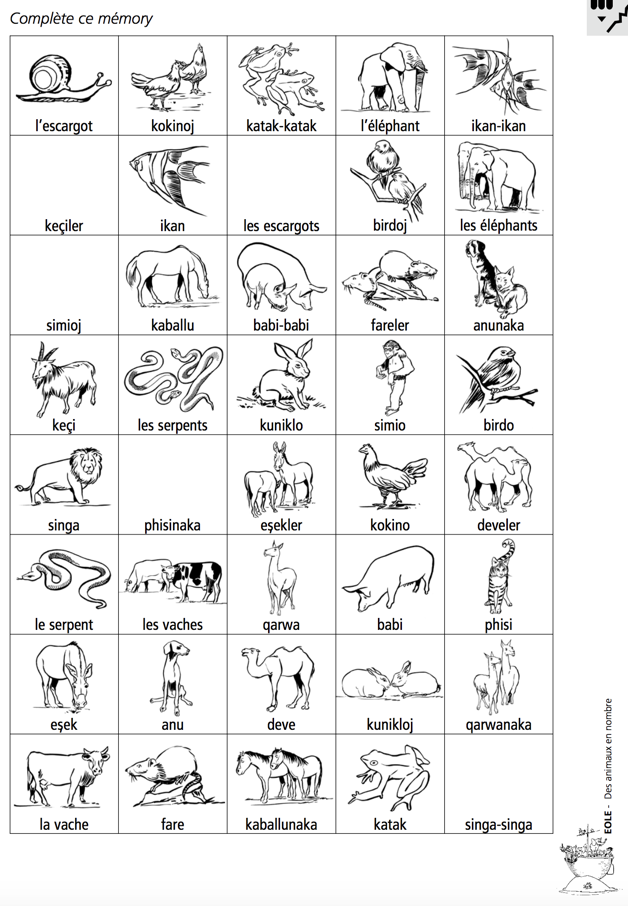 Complète ce mémory
l'escargot kokinoj katak-katak l'éléphant ikan-ikan
keçiler ikan les escargots birdoj les éléphants
simioj kaballu babi-babi fareler anunaka
keçi les serpents kuniklo simio birdo
singa phisinaka eşekler kokino develer
le serpent les vaches qarwa babi phisi
eşek anu deve kunikloj qarwanaka
la vache fare kaballunaka katak singa-singa
EOLE - Des animaux en nombre